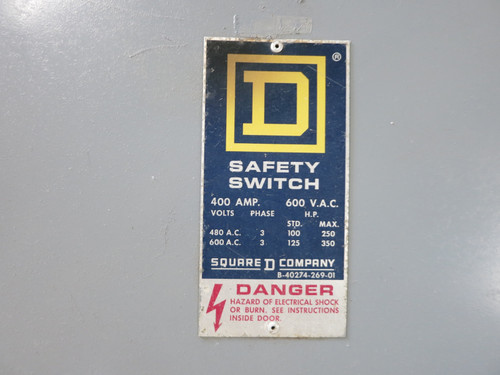 D ®
SAFETY
SWITCH
400 AMP. 600 V.A.C.
VOLTS PHASE H.P.
STD. MAX.
480 A.C. 3 100 250
600 A.C. 3 125 350
SQUARE D COMPANY
B-40274-269-01
DANGER
HAZARD OF ELECTRICAL SHOCK
OR BURN. SEE INSTRUCTIONS
INSIDE DOOR.